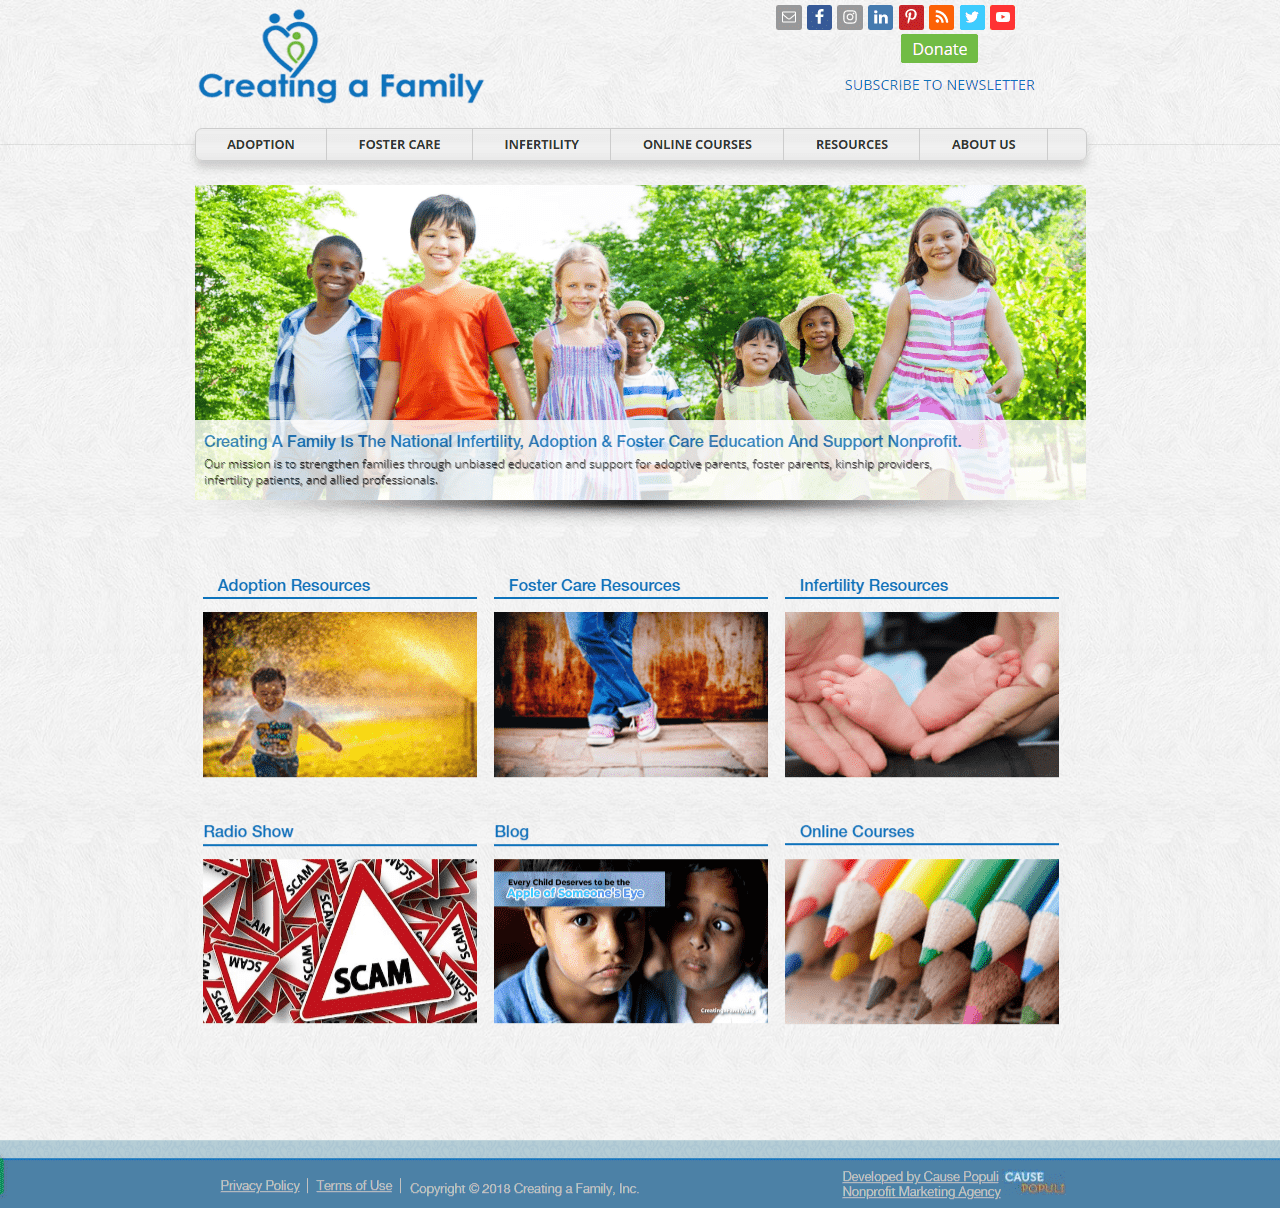 Creating a Family
Donate
SUBSCRIBE TO NEWSLETTER
ADOPTION FOSTER CARE INFERTILITY ONLINE COURSES RESOURCES ABOUT US
Creating A Family Is The National Infertility, Adoption & Foster Care Education And Support Nonprofit.
Our mission is to strengthen families through unbiased education and support for adoptive parents, foster parents, kinship providers,
infertility patients, and allied professionals.
Adoption Resources Foster Care Resources Infertility Resources
Radio Show Blog Online Courses
SCAM SCAM SCAM SCAM SCAM SCAM SCAM
SCAM
Every Child Deserves to be the
Apple of Someone's Eye
Privacy Policy Terms of Use Copyright © 2018 Creating a Family, Inc.
Developed by Cause Populi
Nonprofit Marketing Agency
CAUSE
POPULI